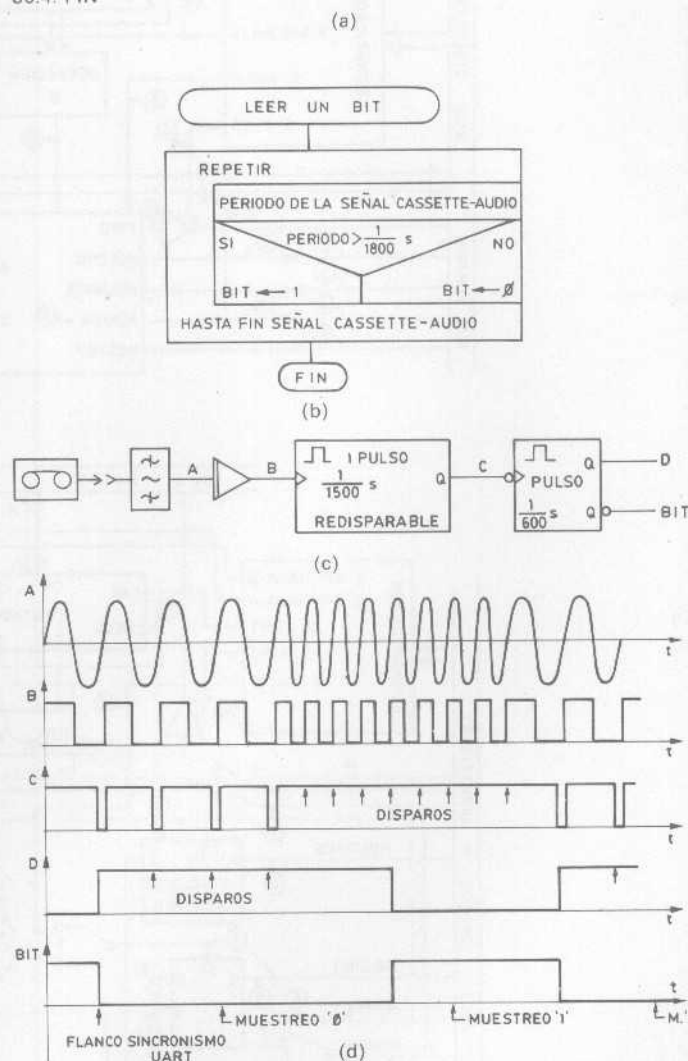 (a)
LEER UN BIT
REPETIR
PERIODO DE LA SEÑAL CASSETTE-AUDIO
SI PERIODO > 1/1800 s NO
BIT ← 1 BIT ← Ø
HASTA FIN SEÑAL CASSETTE-AUDIO
FIN
(b)
A B 1 PULSO 1/1500 s Q REDISPARABLE C PULSO 1/600 s Q D
Q BIT
(c)
A
t
B
t
C
DISPAROS
t
D
DISPAROS
t
BIT
t
MUESTREO 'Ø' MUESTREO '1' M.'
FLANCO SINCRONISMO
UART
(d)